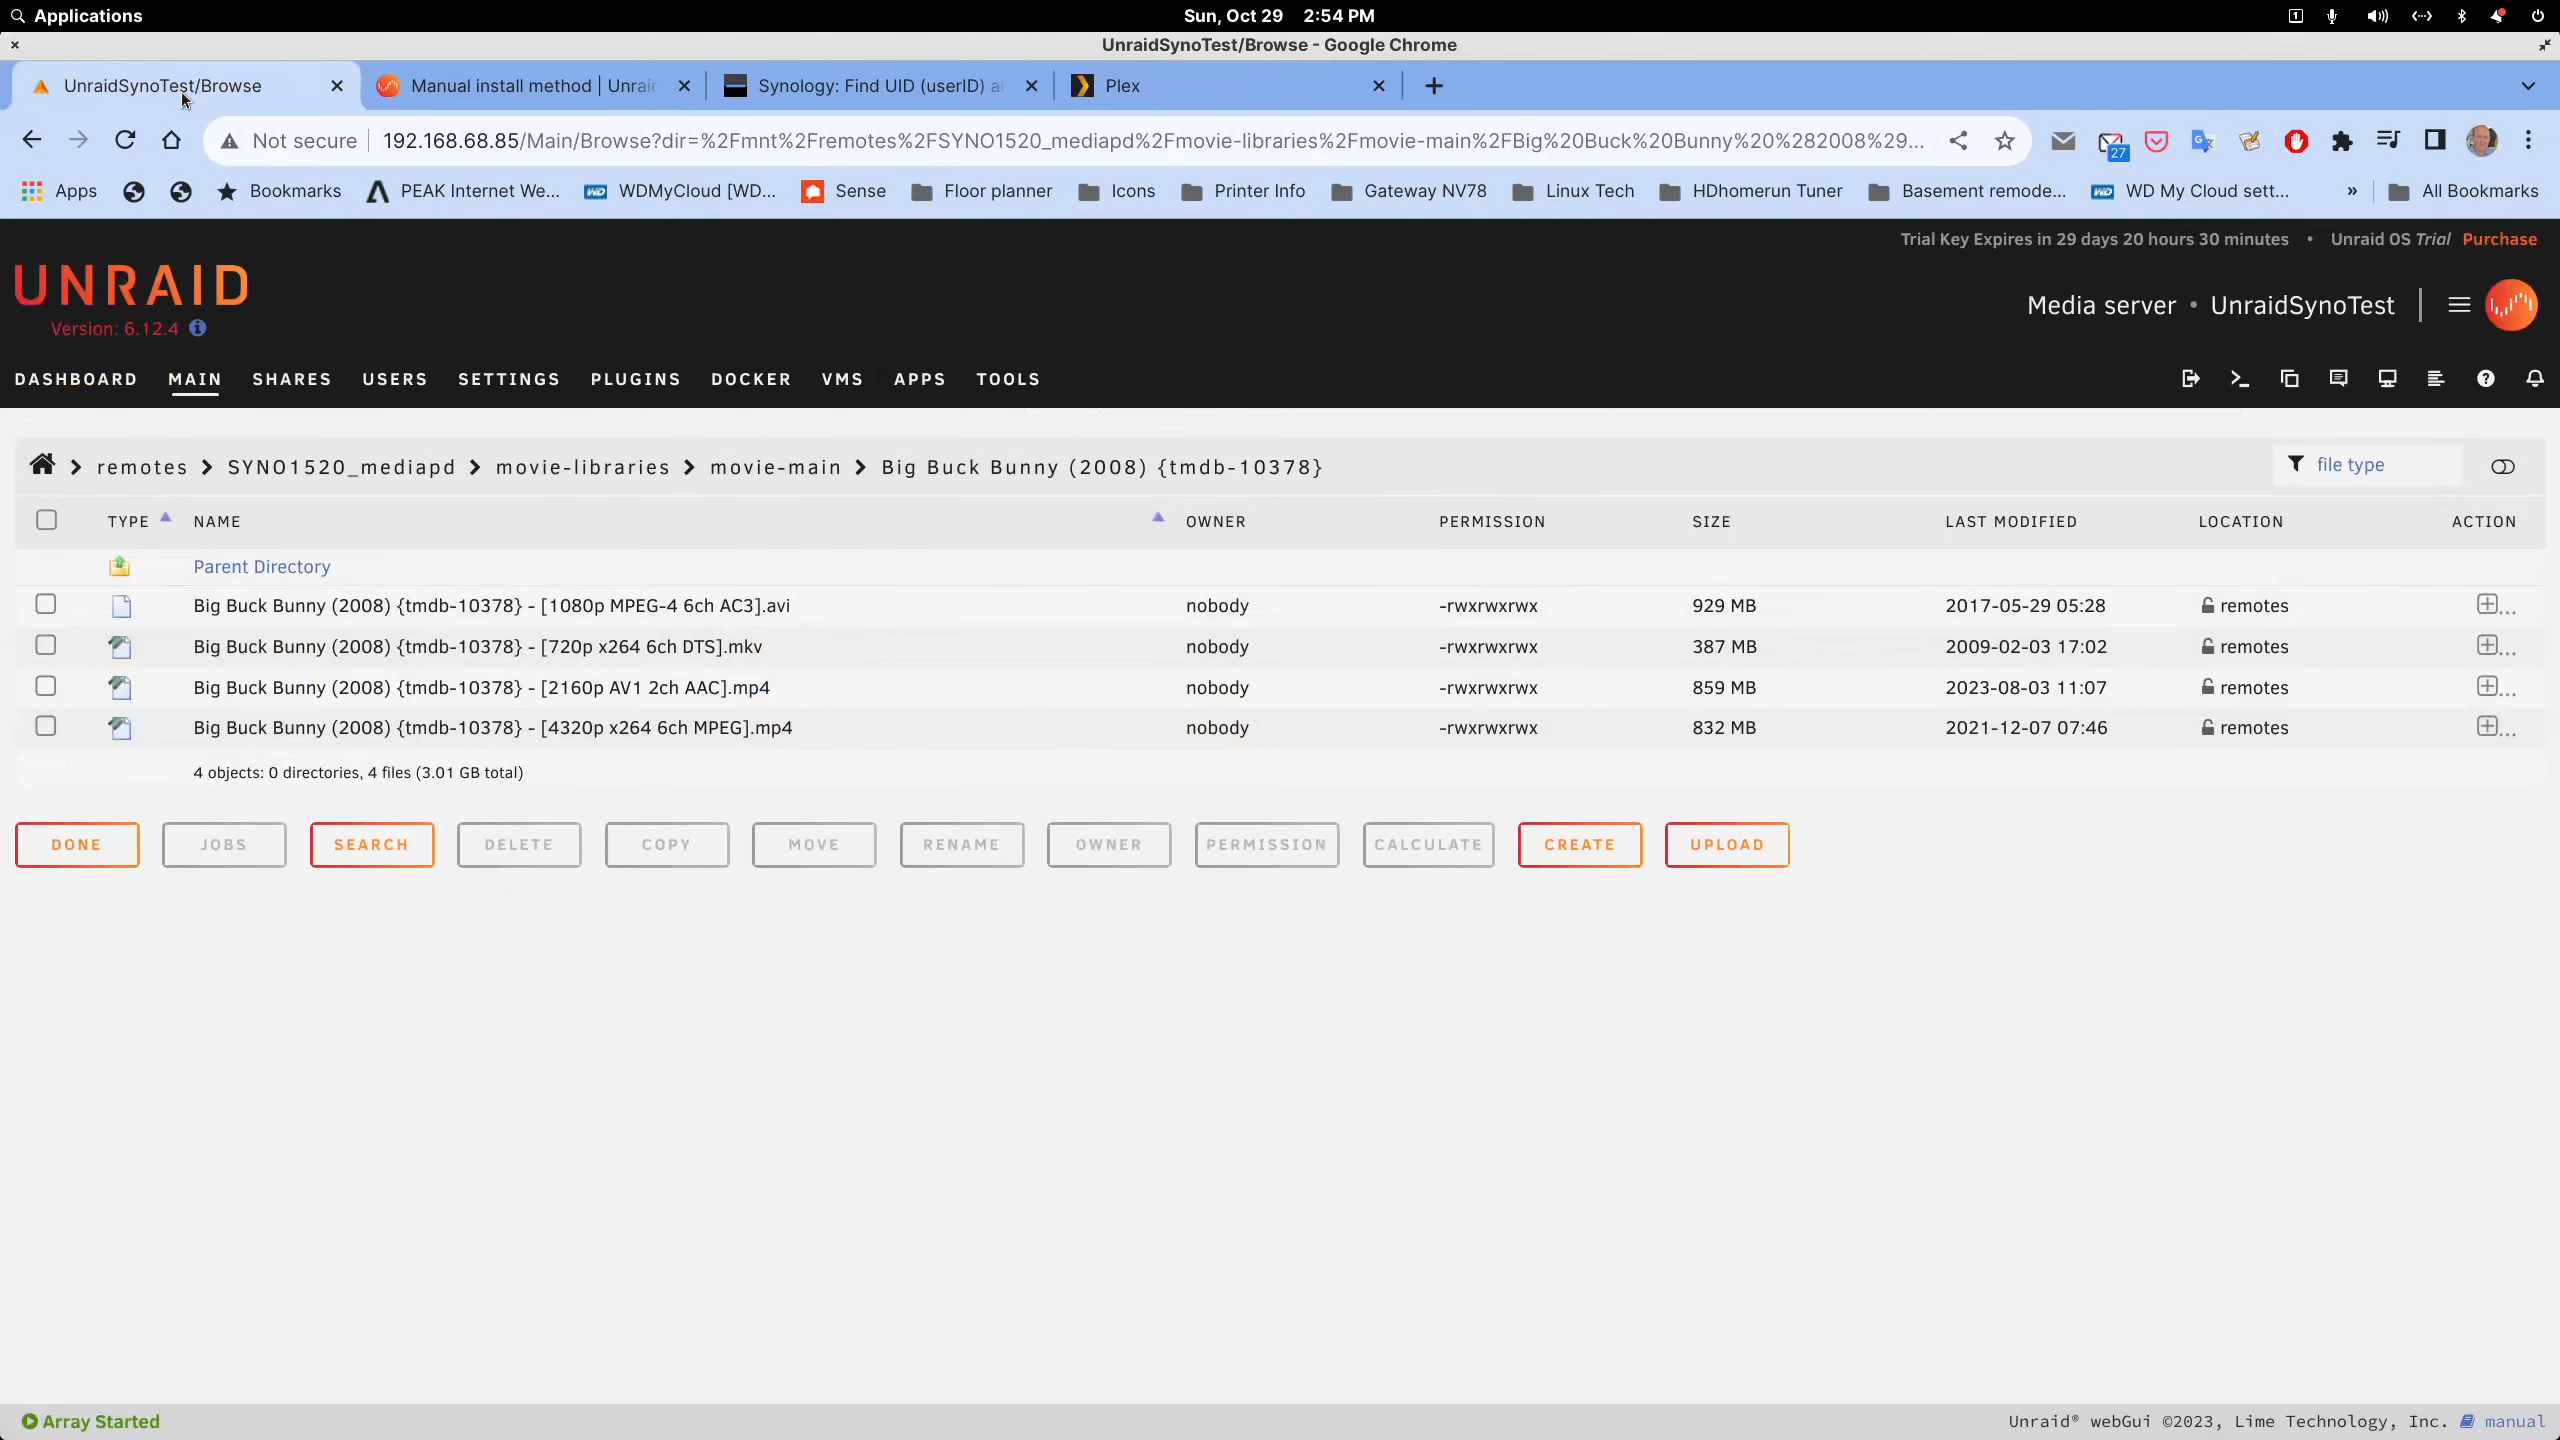 Applications
Sun, Oct 29 2:54 PM
UnraidSynoTest/Browse - Google Chrome
UnraidSynoTest/Browse
Manual install method | Unrai
Synology: Find UID (userID) a
Plex
Not secure
192.168.68.85/Main/Browse?dir=%2Fmnt%2Fremotes%2FSYNO1520_mediapd%2Fmovie-libraries%2Fmovie-main%2FBig%20Buck%20Bunny%20%282008%29...
27
Apps
Bookmarks
PEAK Internet We...
WDMyCloud [WD...
Sense
Floor planner
Icons
Printer Info
Gateway NV78
Linux Tech
HDhomerun Tuner
Basement remode...
WD My Cloud sett...
»
All Bookmarks
Trial Key Expires in 29 days 20 hours 30 minutes • Unraid OS Trial Purchase
UNRAID
Version: 6.12.4
Media server • UnraidSynoTest
DASHBOARD MAIN SHARES USERS SETTINGS PLUGINS DOCKER VMS APPS TOOLS
remotes > SYNO1520_mediapd > movie-libraries > movie-main > Big Buck Bunny (2008) {tmdb-10378}
file type
TYPE NAME OWNER PERMISSION SIZE LAST MODIFIED LOCATION ACTION
Parent Directory
Big Buck Bunny (2008) {tmdb-10378} - [1080p MPEG-4 6ch AC3].avi nobody -rwxrwxrwx 929 MB 2017-05-29 05:28 remotes ...
Big Buck Bunny (2008) {tmdb-10378} - [720p x264 6ch DTS].mkv nobody -rwxrwxrwx 387 MB 2009-02-03 17:02 remotes ...
Big Buck Bunny (2008) {tmdb-10378} - [2160p AV1 2ch AAC].mp4 nobody -rwxrwxrwx 859 MB 2023-08-03 11:07 remotes ...
Big Buck Bunny (2008) {tmdb-10378} - [4320p x264 6ch MPEG].mp4 nobody -rwxrwxrwx 832 MB 2021-12-07 07:46 remotes ...
4 objects: 0 directories, 4 files (3.01 GB total)
DONE JOBS SEARCH DELETE COPY MOVE RENAME OWNER PERMISSION CALCULATE CREATE UPLOAD
Array Started
Unraid® webGui ©2023, Lime Technology, Inc. manual